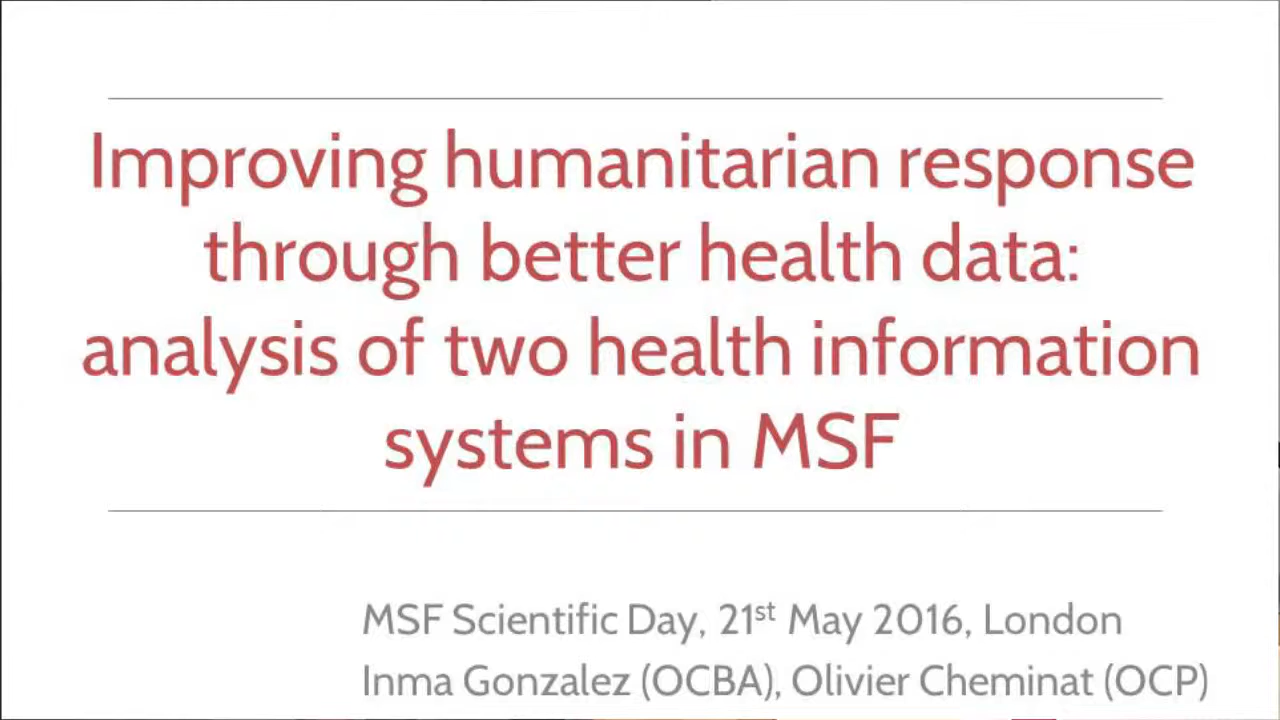 Improving humanitarian response
through better health data:
analysis of two health information
systems in MSF
MSF Scientific Day, 21st May 2016, London
Inma Gonzalez (OCBA), Olivier Cheminat (OCP)